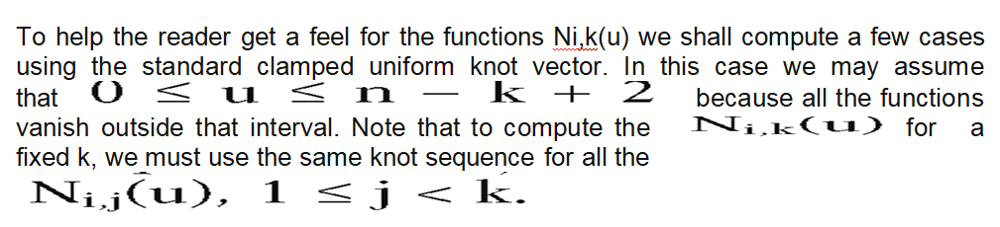 To help the reader get a feel for the functions Ni,k(u) we shall compute a few cases
using the standard clamped uniform knot vector. In this case we may assume
that 0 ≤ u ≤ n − k + 2 because all the functions
vanish outside that interval. Note that to compute the N_{i,k}(u) for a
fixed k, we must use the same knot sequence for all the
N_{i,j}(u), 1 ≤ j < k.